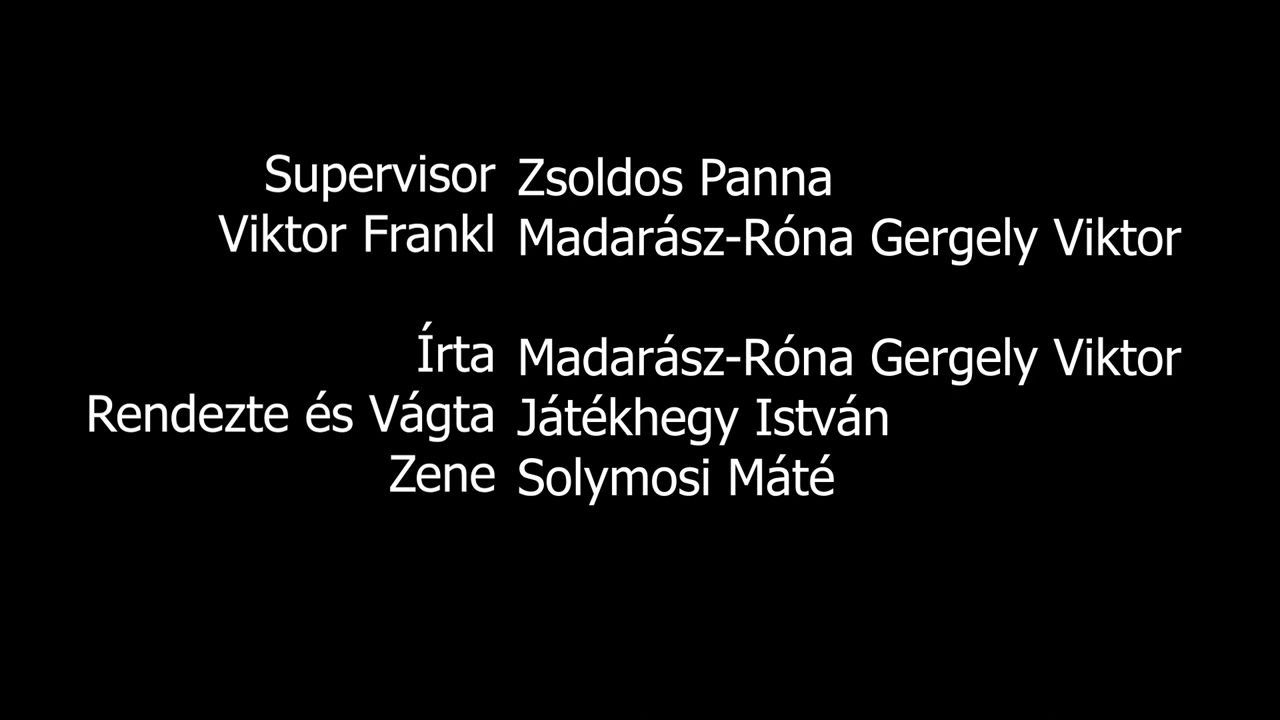 Supervisor Zsoldos Panna
Viktor Frankl Madarász-Róna Gergely Viktor
Írta Madarász-Róna Gergely Viktor
Rendezte és Vágta Játékhegy István
Zene Solymosi Máté